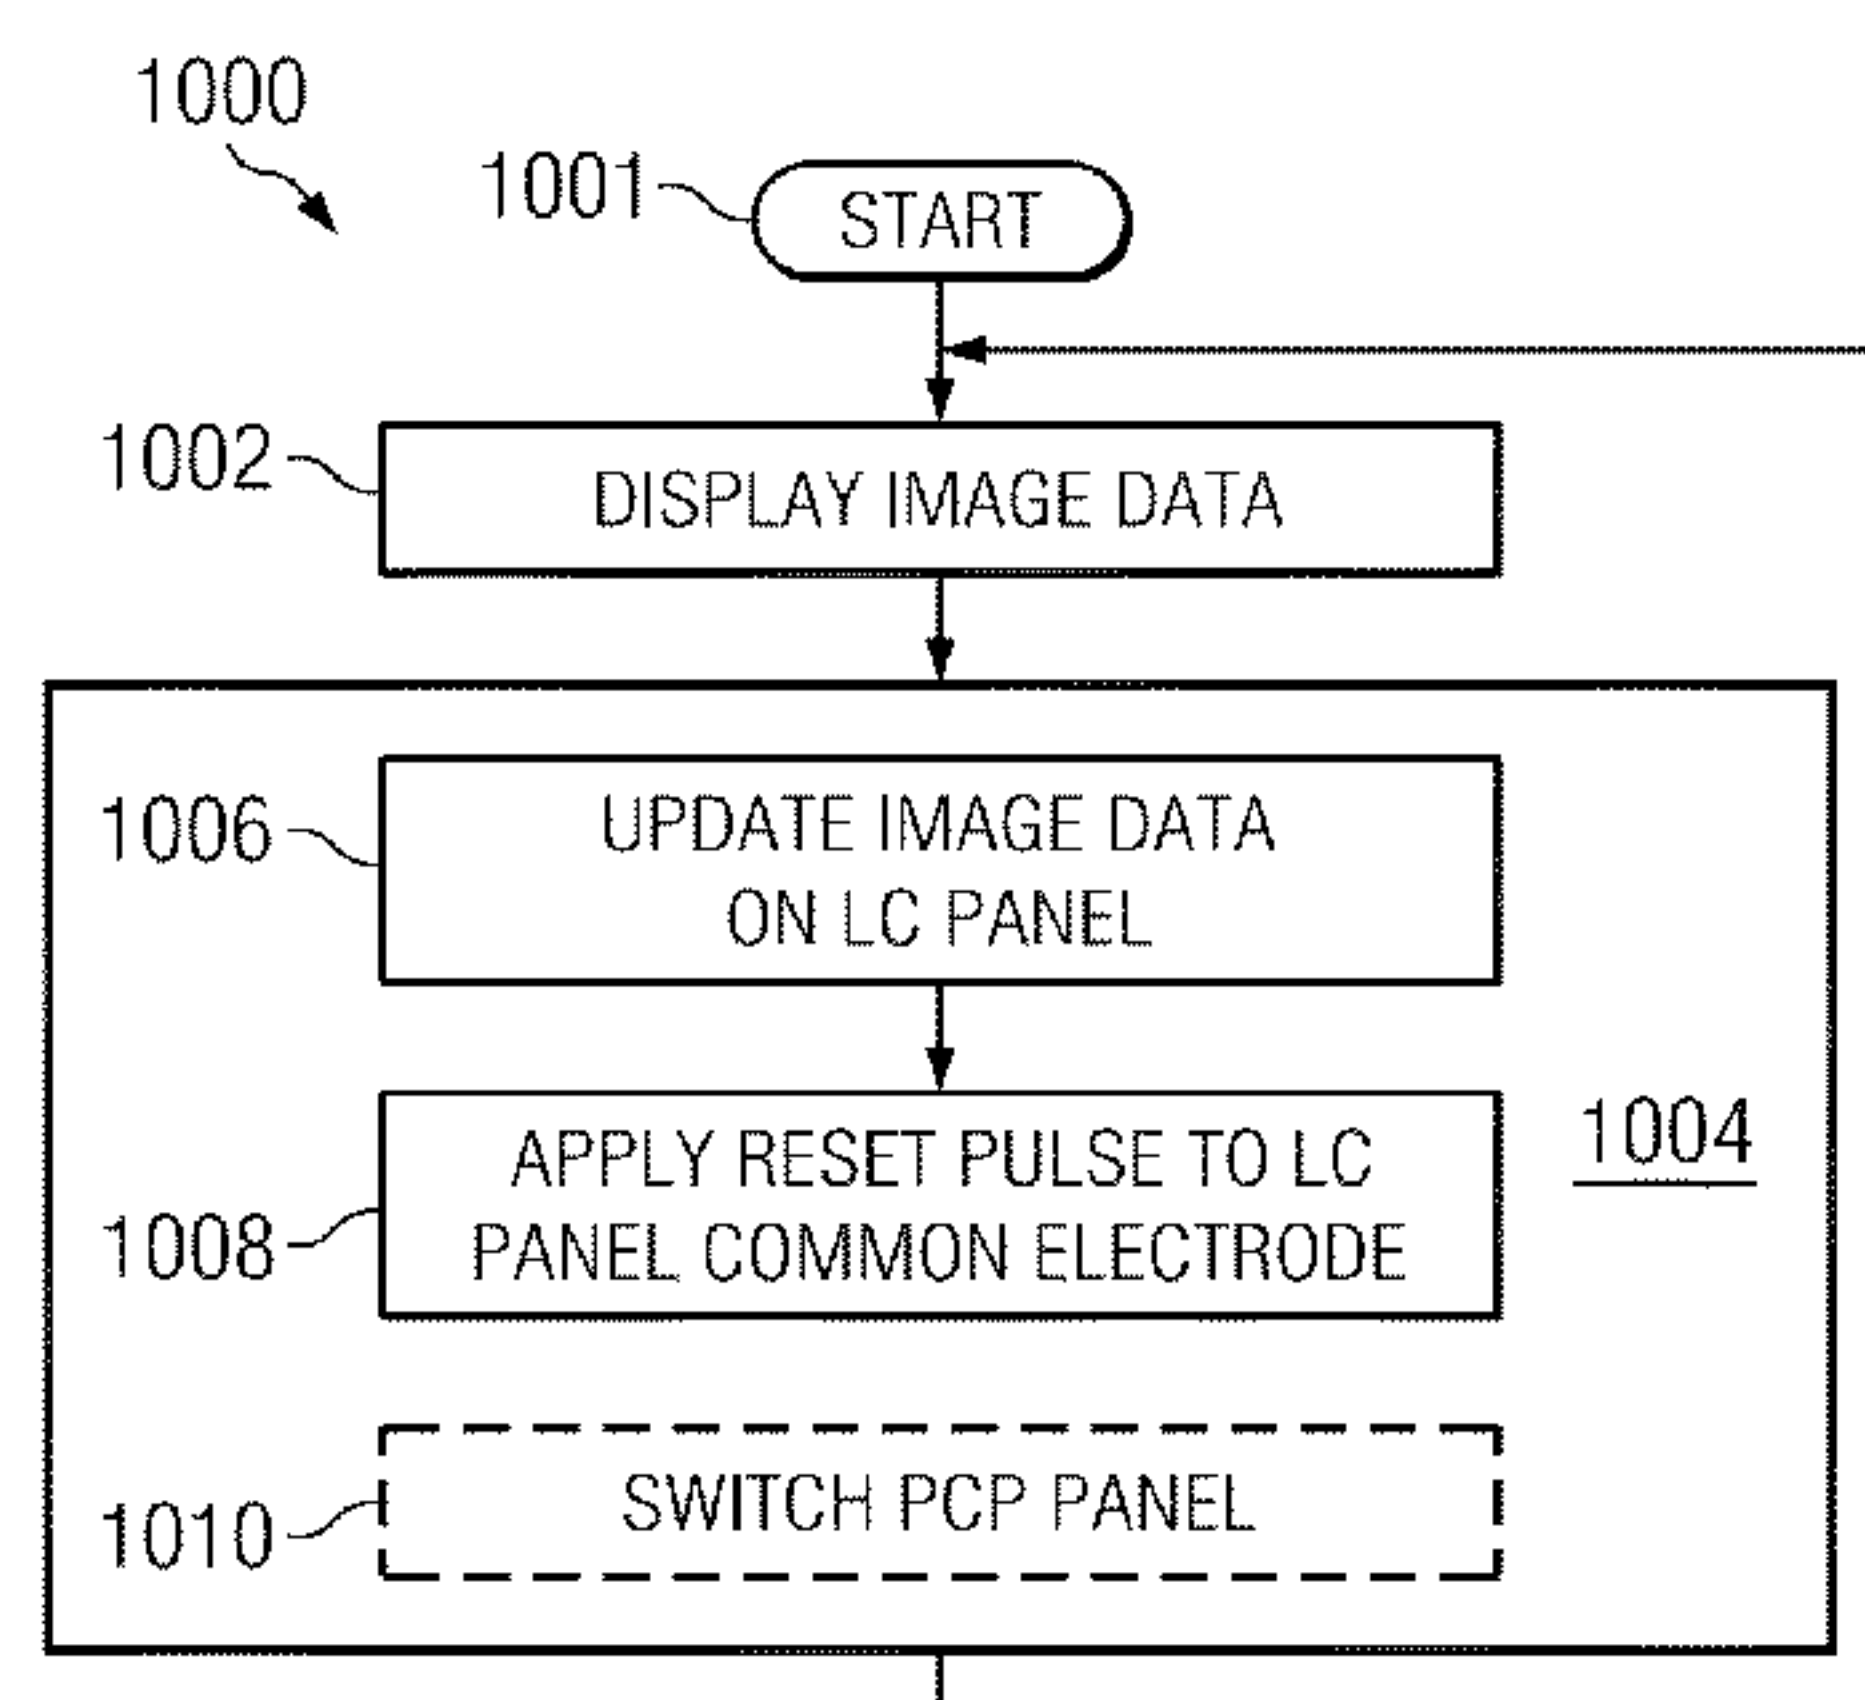 1000
1001
START
1002
DISPLAY IMAGE DATA
1006
UPDATE IMAGE DATA
ON LC PANEL
1004
APPLY RESET PULSE TO LC
PANEL COMMON ELECTRODE
1008
SWITCH PCP PANEL
1010